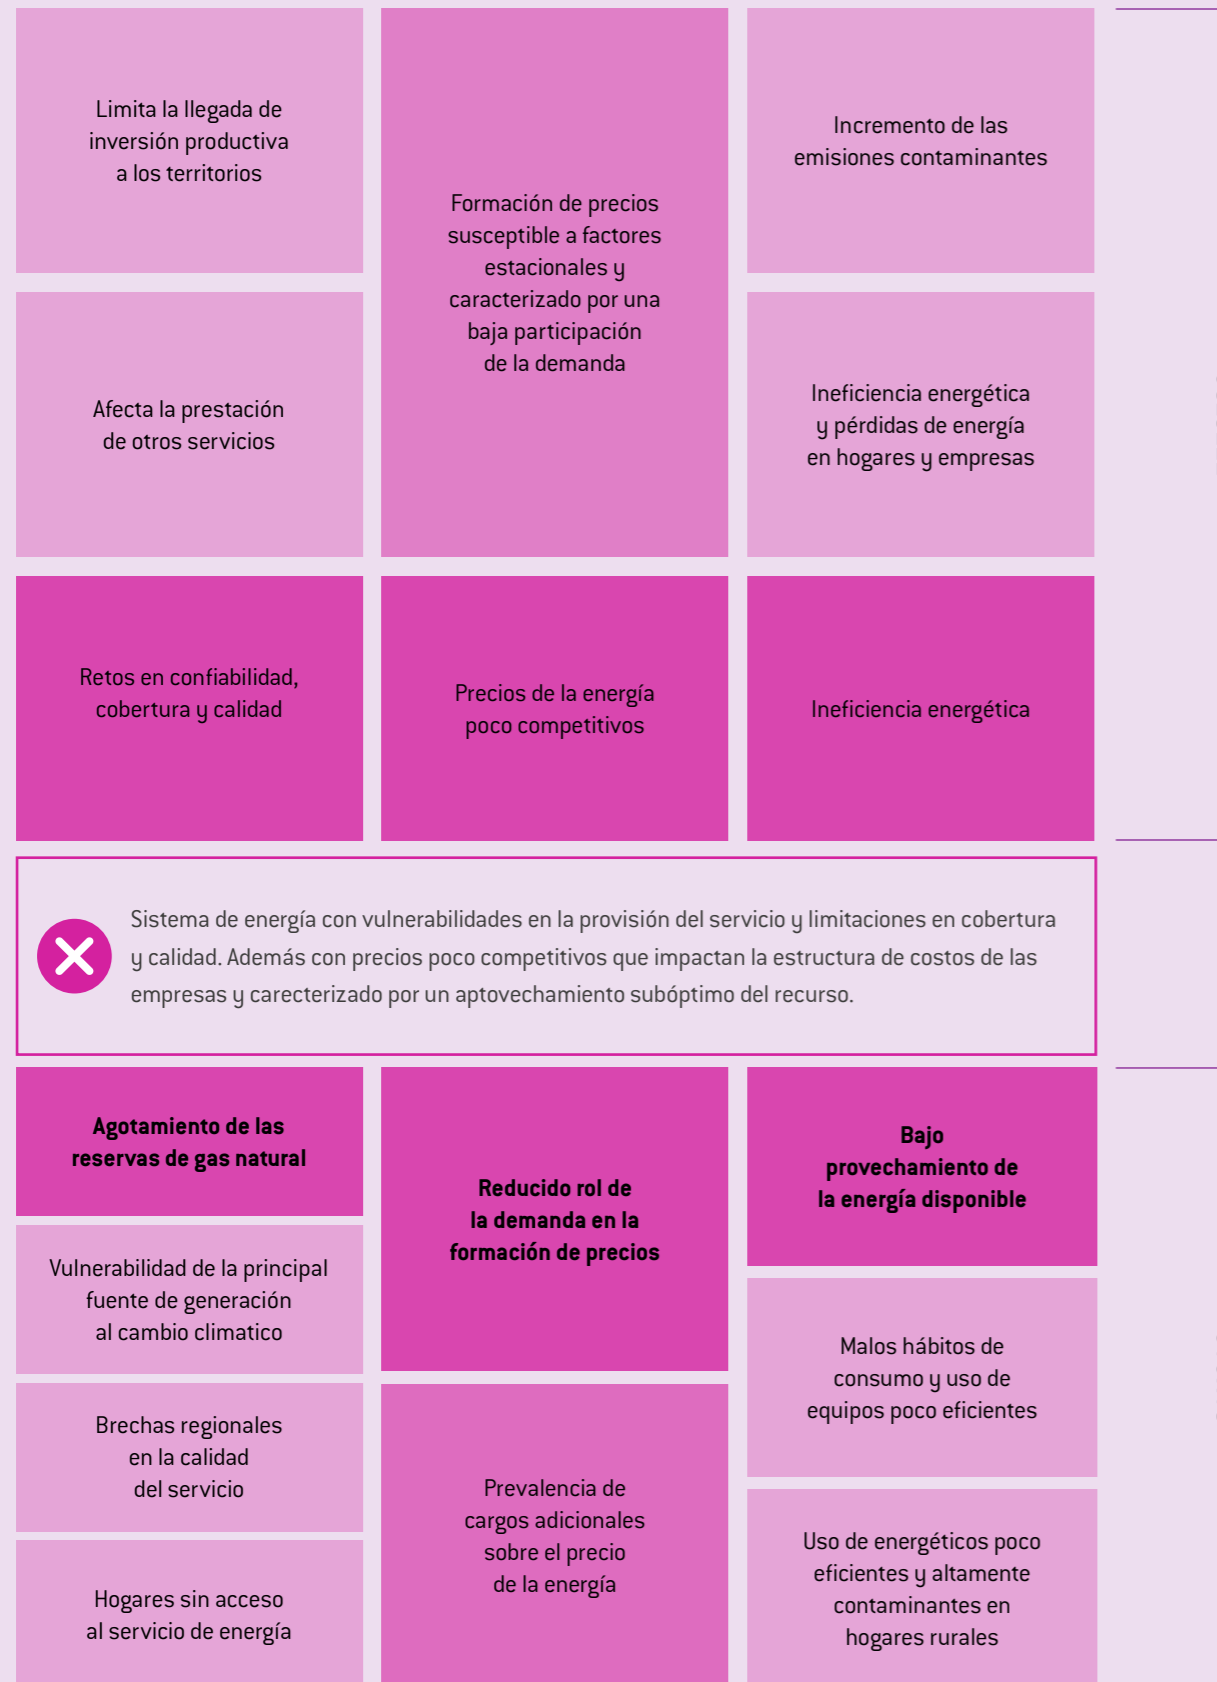 Limita la llegada de
inversión productiva
a los territorios
Formación de precios
susceptible a factores
estacionales y
caracterizado por una
baja participación
de la demanda
Incremento de las
emisiones contaminantes
Afecta la prestación
de otros servicios
Ineficiencia energética
y pérdidas de energía
en hogares y empresas
Retos en confiabilidad,
cobertura y calidad
Precios de la energía
poco competitivos
Ineficiencia energética
Sistema de energía con vulnerabilidades en la provisión del servicio y limitaciones en cobertura
y calidad. Además con precios poco competitivos que impactan la estructura de costos de las
empresas y carecterizado por un aptovechamiento subóptimo del recurso.
Agotamiento de las
reservas de gas natural
Vulnerabilidad de la principal
fuente de generación
al cambio climatico
Brechas regionales
en la calidad
del servicio
Hogares sin acceso
al servicio de energía
Reducido rol de
la demanda en la
formación de precios
Prevalencia de
cargos adicionales
sobre el precio
de la energía
Bajo
provechamiento de
la energía disponible
Malos hábitos de
consumo y uso de
equipos poco eficientes
Uso de energéticos poco
eficientes y altamente
contaminantes en
hogares rurales